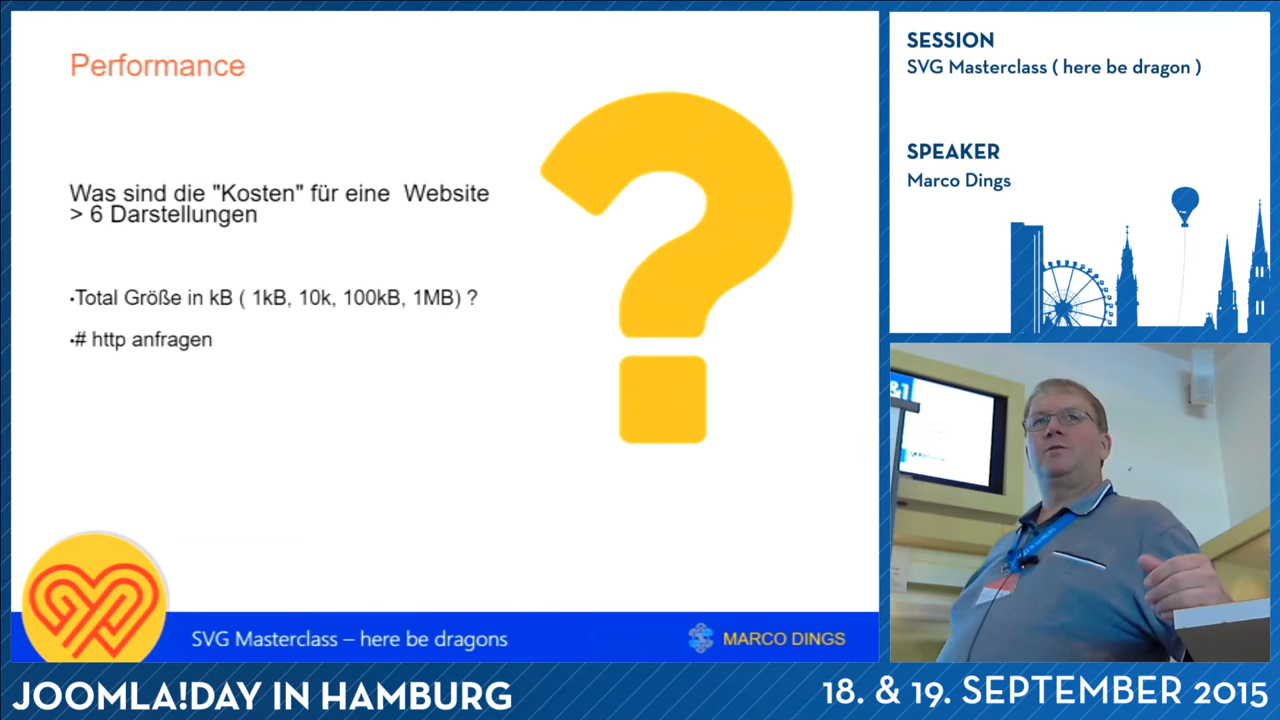 Performance
Was sind die "Kosten" für eine Website
> 6 Darstellungen
•Total Größe in kB ( 1kB, 10k, 100kB, 1MB) ?
•# http anfragen
SVG Masterclass – here be dragons
MARCO DINGS
SESSION
SVG Masterclass ( here be dragon )
SPEAKER
Marco Dings
JOOMLA!DAY IN HAMBURG
18. & 19. SEPTEMBER 2015